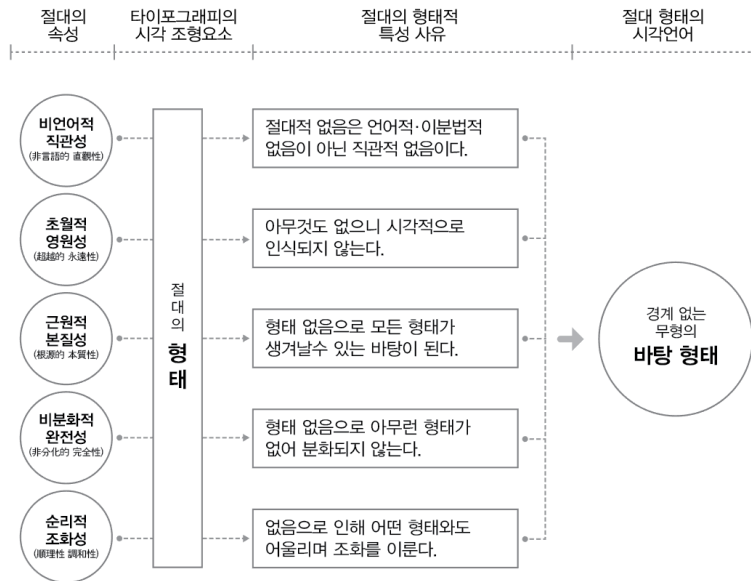 절대의
속성
타이포그래피의
시각 조형요소
절대의 형태적
특성 사유
절대 형태의
시각언어
비언어적
직관성
(非言語的 直觀性)
절대적 없음은 언어적·이분법적
없음이 아닌 직관적 없음이다.
초월적
영원성
(超越的 永遠性)
아무것도 없으니 시각적으로
인식되지 않는다.
근원적
본질성
(根源的 本質性)
절대의
형태
형태 없음으로 모든 형태가
생겨날수 있는 바탕이 된다.
경계 없는
무형의
바탕 형태
비분화적
완전성
(非分化的 完全性)
형태 없음으로 아무런 형태가
없어 분화되지 않는다.
순리적
조화성
(順理性 調和性)
없음으로 인해 어떤 형태와도
어울리며 조화를 이룬다.